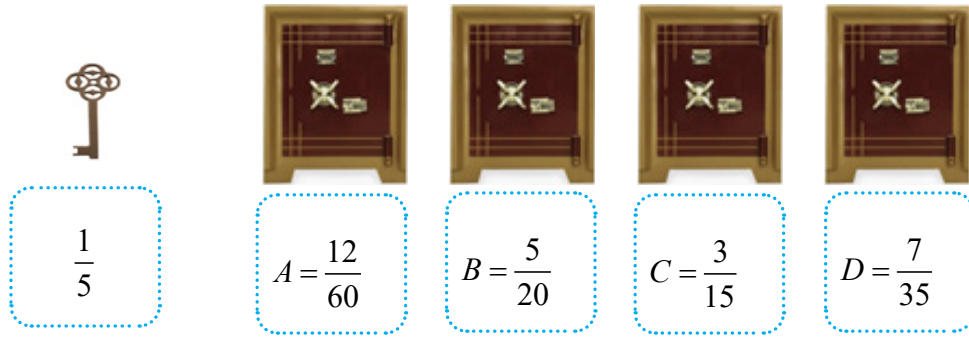 1/5
A = 12/60
B = 5/20
C = 3/15
D = 7/35